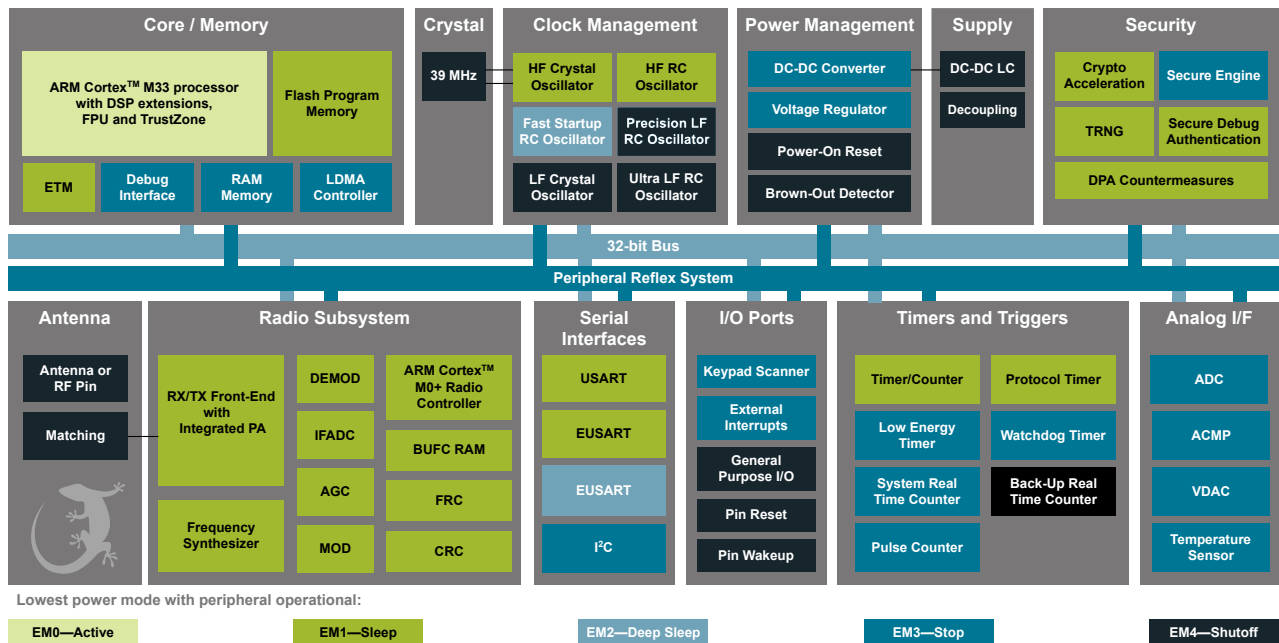 Core / Memory
ARM Cortex™ M33 processor
with DSP extensions,
FPU and TrustZone
Flash Program
Memory
ETM
Debug
Interface
RAM
Memory
LDMA
Controller
Crystal
39 MHz
Clock Management
HF Crystal
Oscillator
HF RC
Oscillator
Fast Startup
RC Oscillator
Precision LF
RC Oscillator
LF Crystal
Oscillator
Ultra LF RC
Oscillator
Power Management
DC-DC Converter
Voltage Regulator
Power-On Reset
Brown-Out Detector
Supply
DC-DC LC
Decoupling
Security
Crypto
Acceleration
Secure Engine
TRNG
Secure Debug
Authentication
DPA Countermeasures
32-bit Bus
Peripheral Reflex System
Antenna
Antenna or
RF Pin
Matching
Radio Subsystem
RX/TX Front-End
with
Integrated PA
Frequency
Synthesizer
DEMOD
IFADC
AGC
MOD
ARM Cortex™
M0+ Radio
Controller
BUFC RAM
FRC
CRC
Serial
Interfaces
USART
EUSART
EUSART
I²C
I/O Ports
Keypad Scanner
External
Interrupts
General
Purpose I/O
Pin Reset
Pin Wakeup
Timers and Triggers
Timer/Counter
Protocol Timer
Low Energy
Timer
Watchdog Timer
System Real
Time Counter
Back-Up Real
Time Counter
Pulse Counter
Analog I/F
ADC
ACMP
VDAC
Temperature
Sensor
Lowest power mode with peripheral operational:
EM0—Active
EM1—Sleep
EM2—Deep Sleep
EM3—Stop
EM4—Shutoff